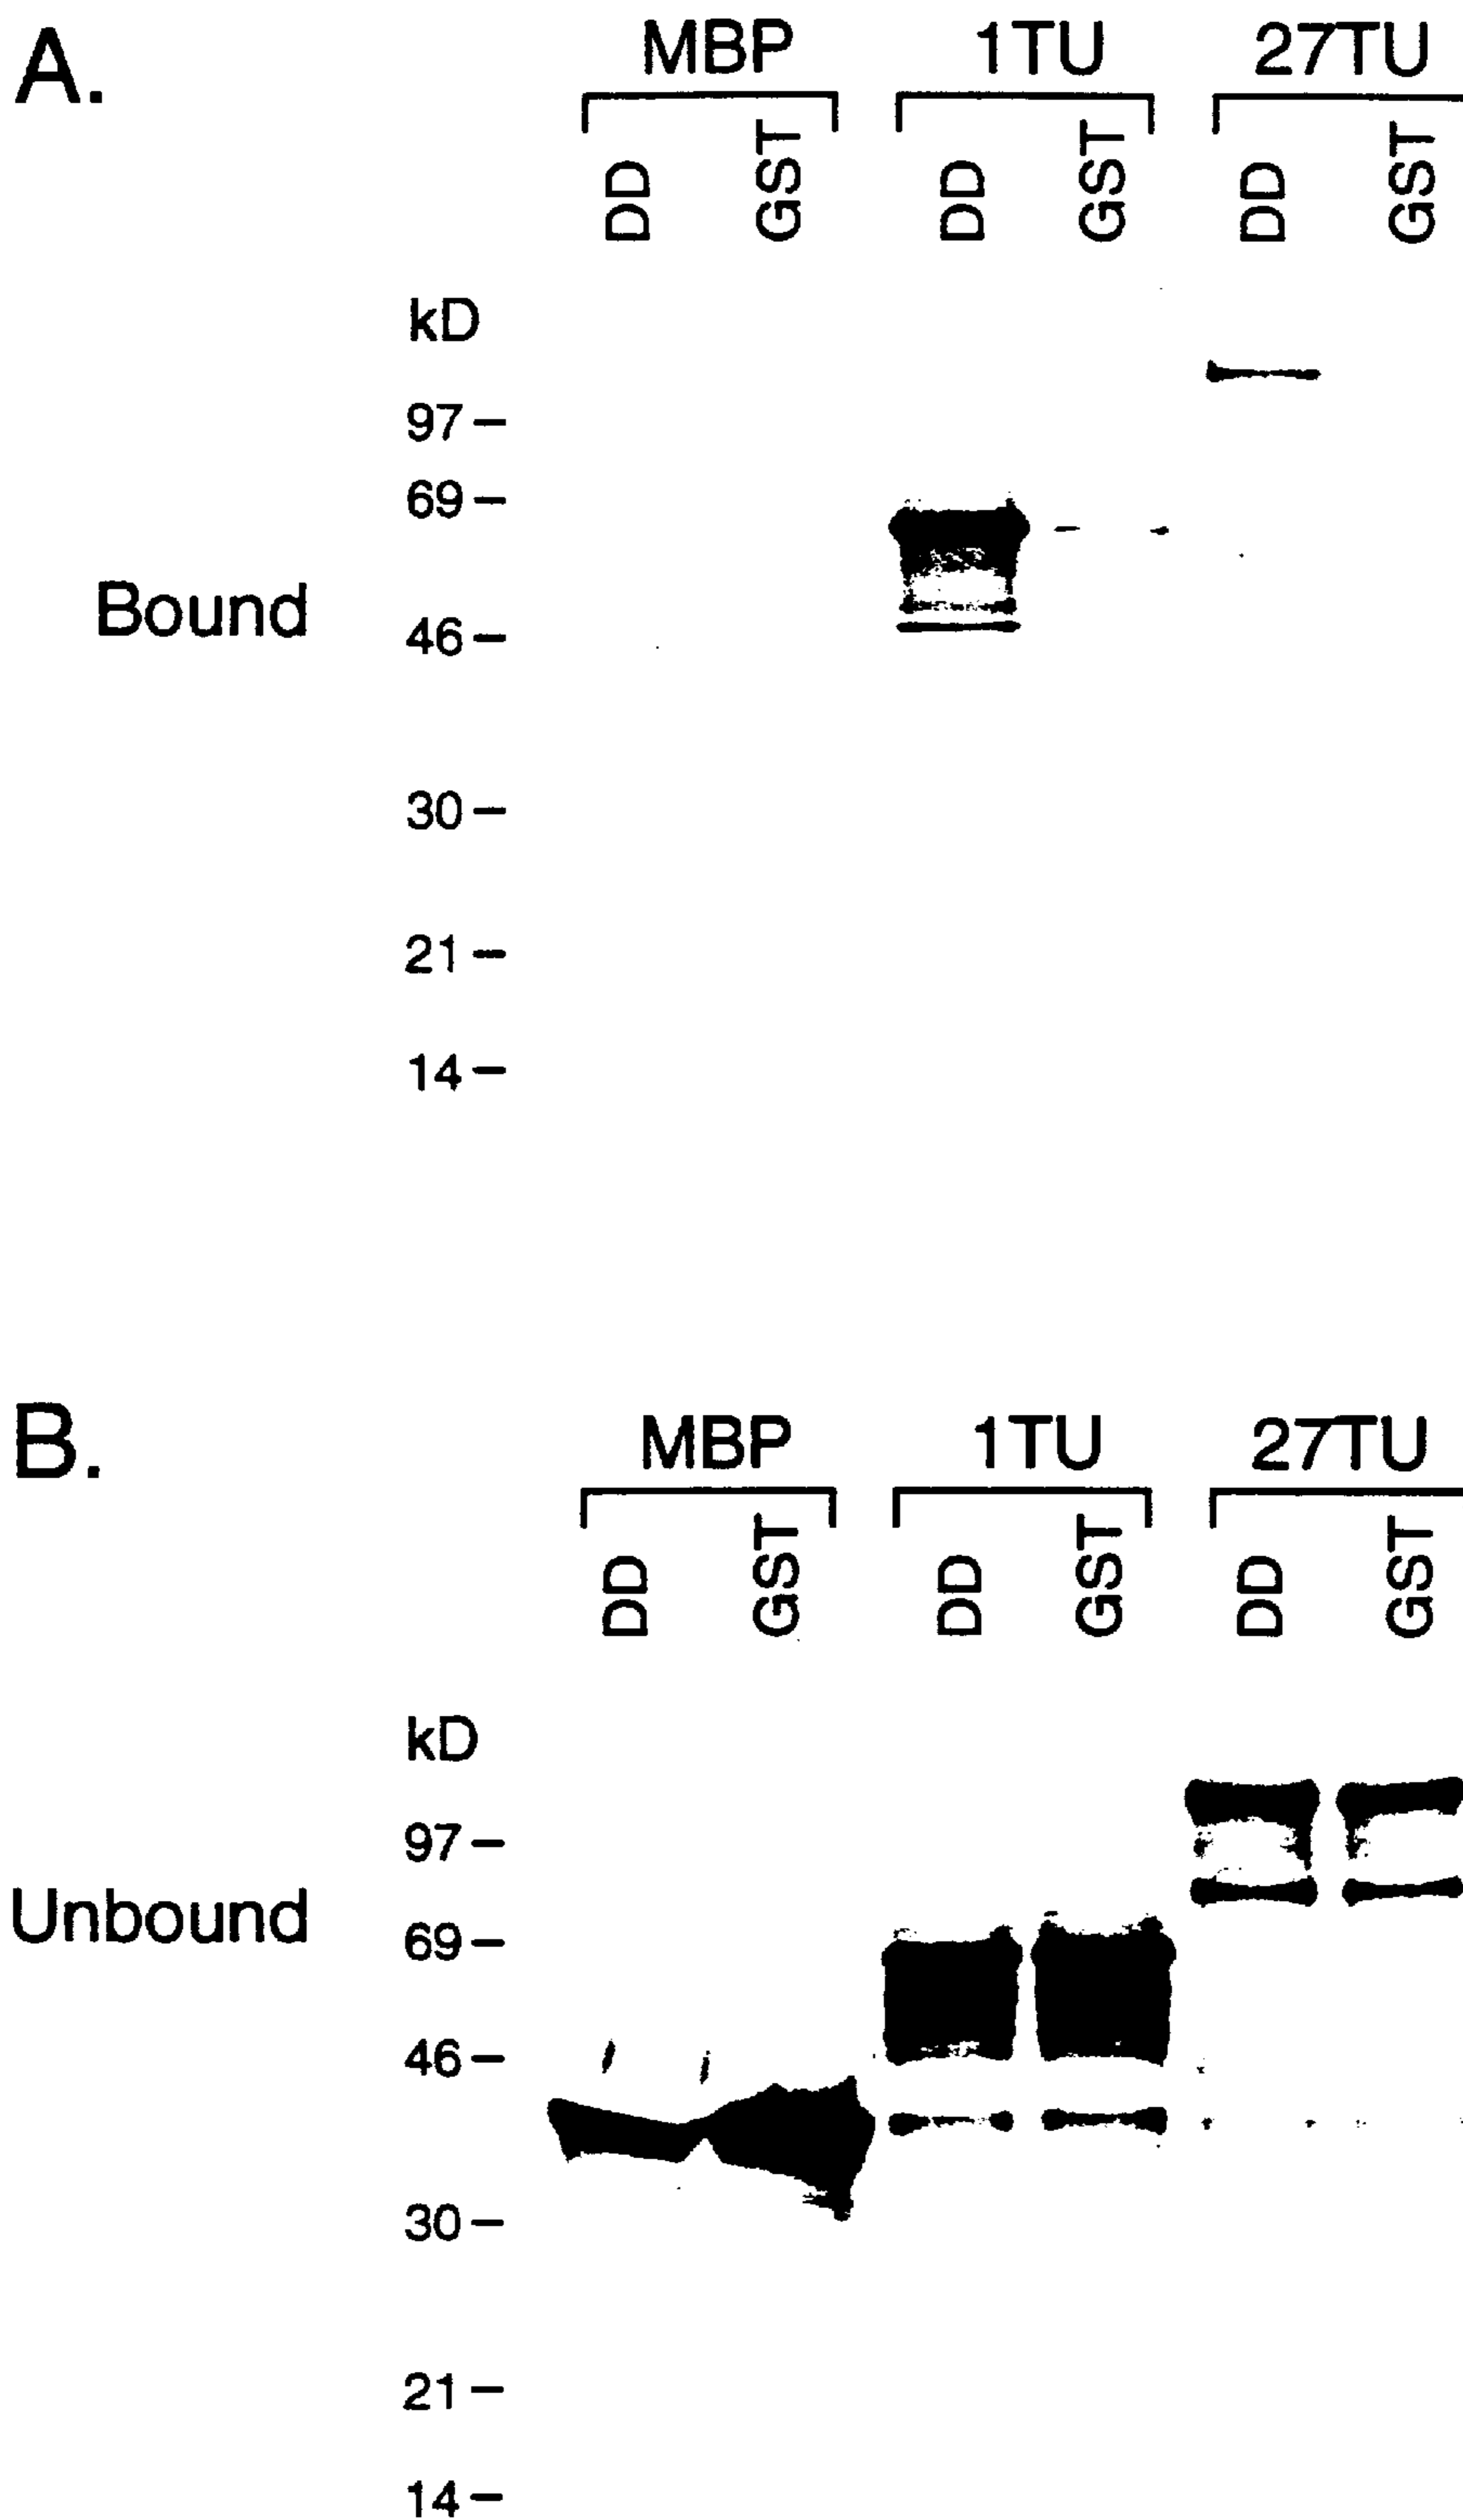 A.
MBP 1TU 27TU
DD GST DD GST DD GST
kD
97-
69-
Bound
46-
30-
21-
14-
B.
MBP 1TU 27TU
DD GST DD GST DD GST
kD
97-
Unbound
69-
46-
30-
21-
14-